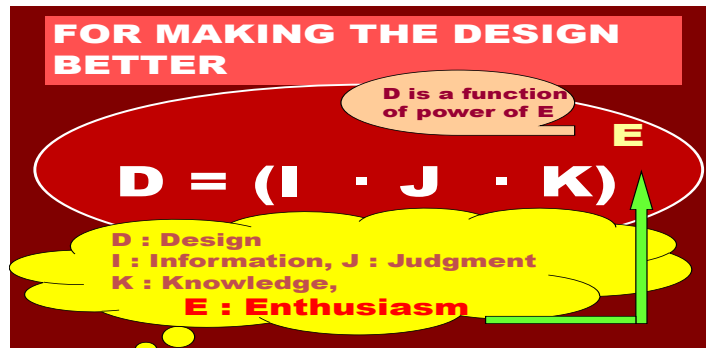 FOR MAKING THE DESIGN
BETTER
D is a function
of power of E
E
D = (I · J · K)
D : Design
I : Information, J : Judgment
K : Knowledge,
E : Enthusiasm